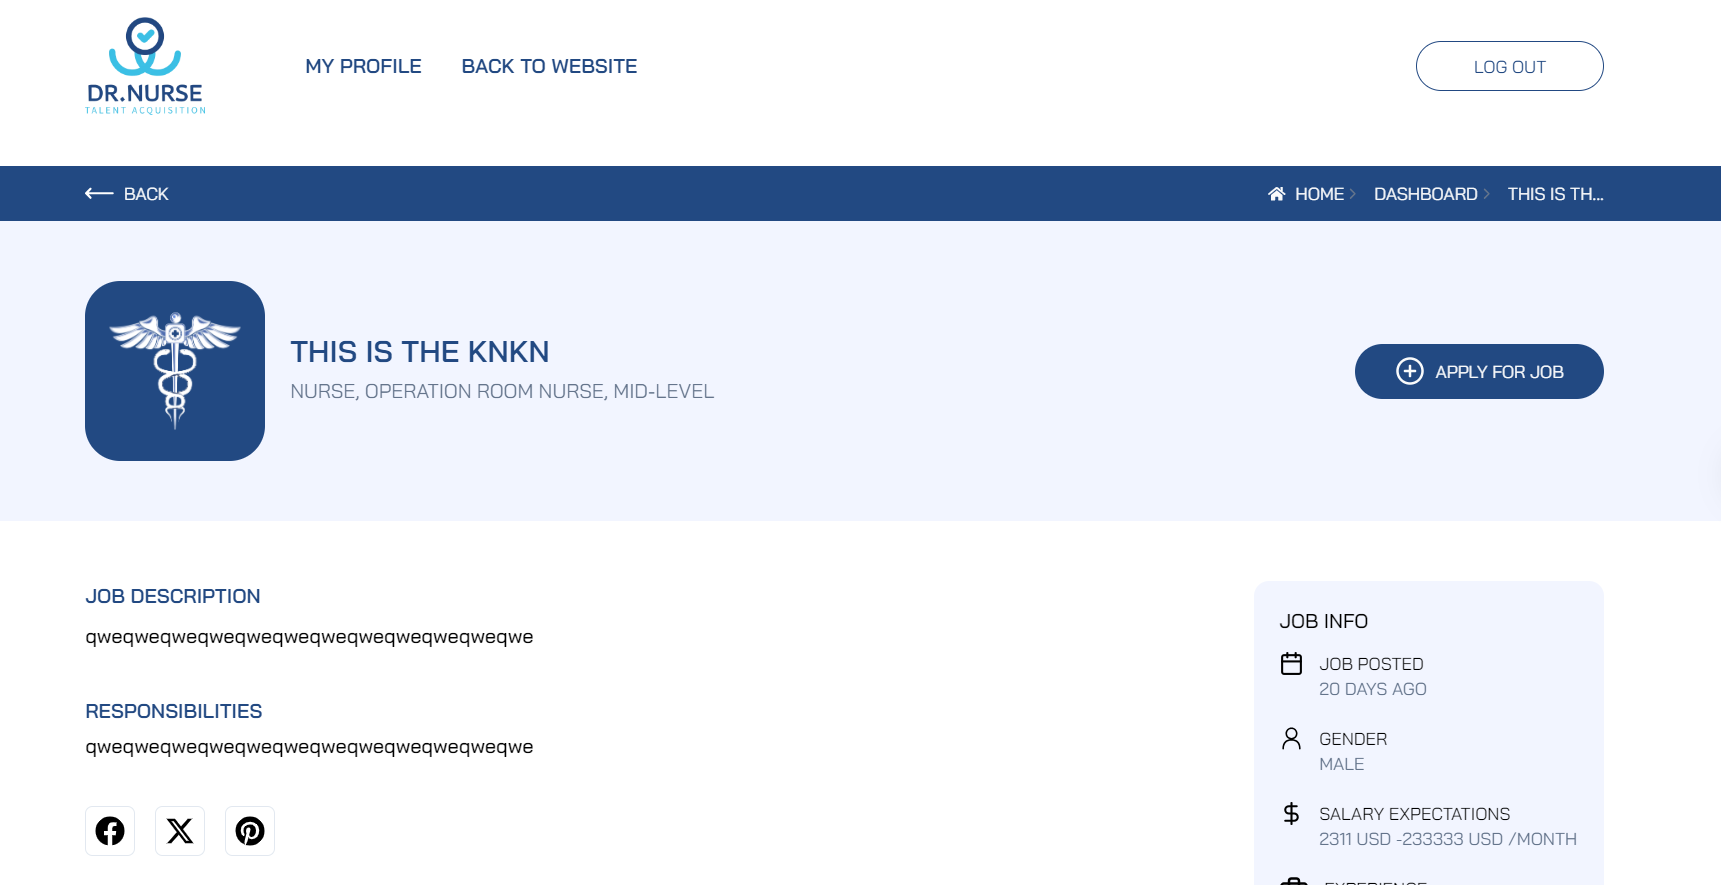 DR.NURSE
TALENT ACQUISITION
MY PROFILE
BACK TO WEBSITE
LOG OUT
BACK
HOME
DASHBOARD
THIS IS TH...
THIS IS THE KNKN
NURSE, OPERATION ROOM NURSE, MID-LEVEL
APPLY FOR JOB
JOB DESCRIPTION
qweqweqweqweqweqweqweqweqweqweqweqwe
RESPONSIBILITIES
qweqweqweqweqweqweqweqweqweqweqweqwe
JOB INFO
JOB POSTED
20 DAYS AGO
GENDER
MALE
SALARY EXPECTATIONS
2311 USD -233333 USD /MONTH
EXPERIENCE